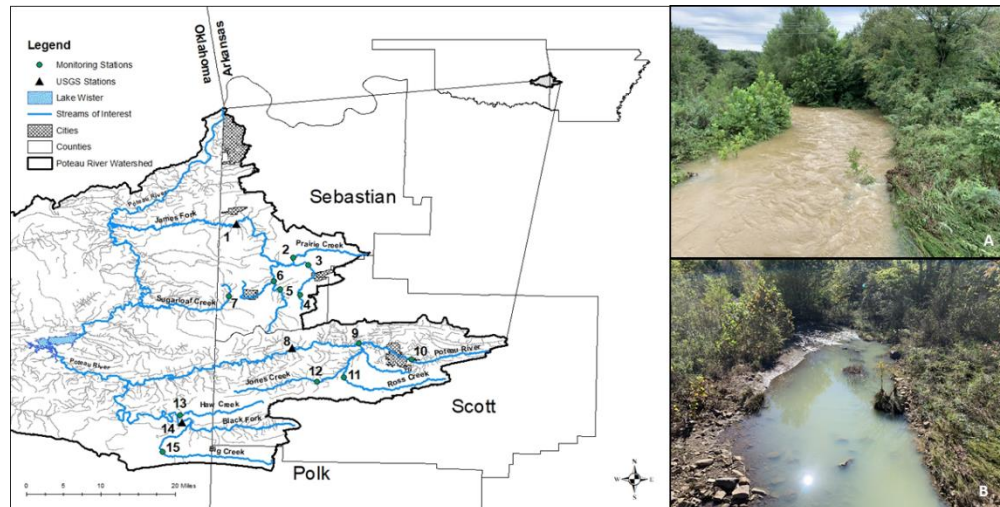 Legend
Monitoring Stations
USGS Stations
Lake Wister
Streams of Interest
Cities
Counties
Poteau River Watershed
Oklahoma
Arkansas
Poteau River
James Fork
1
Sebastian
Prairie Creek
2
3
6
5
4
7
Sugarloaf Creek
8
9
10
Poteau River
Poteau River
Jones Creek
12
11
Ross Creek
Scott
13
Haw Creek
14
Black Fork
15
Big Creek
Polk
0 5 10 20 Miles
N
W E
S
A
B